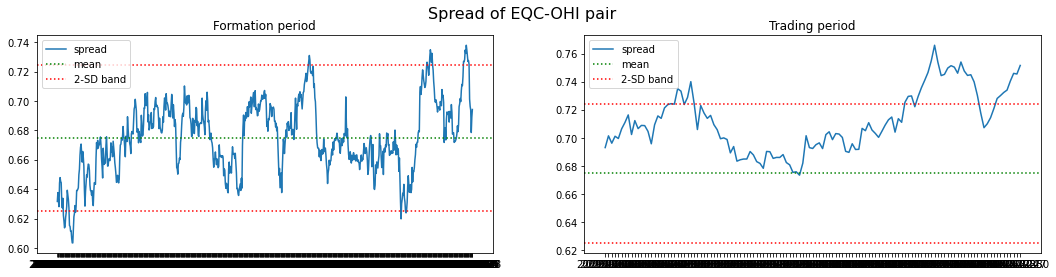 Spread of EQC-OHI pair
Formation period
0.74
0.72
0.70
0.68
0.66
0.64
0.62
0.60
spread
mean
2-SD band
Trading period
0.76
0.74
0.72
0.70
0.68
0.66
0.64
0.62
spread
mean
2-SD band